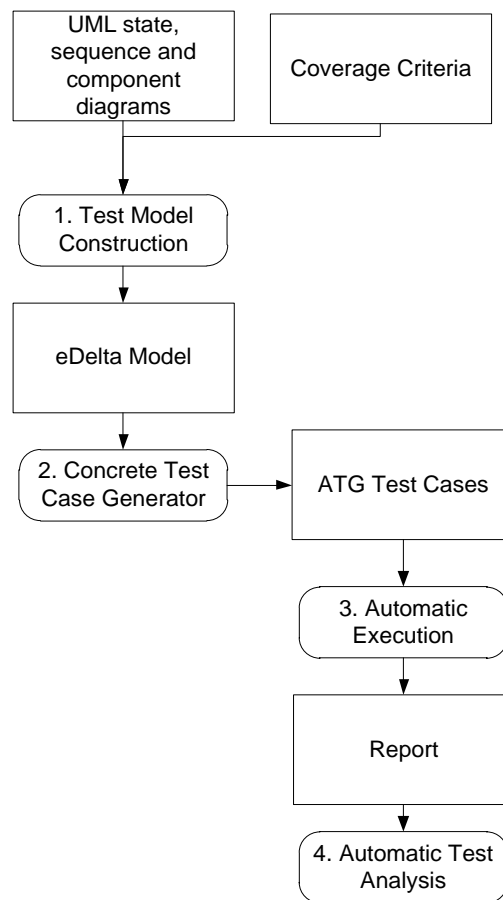 UML state,
sequence and
component
diagrams
Coverage Criteria
1. Test Model
Construction
eDelta Model
2. Concrete Test
Case Generator
ATG Test Cases
3. Automatic
Execution
Report
4. Automatic Test
Analysis